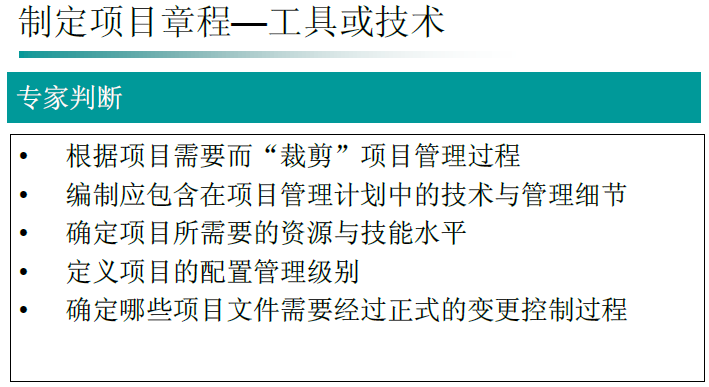 制定项目章程—工具或技术
专家判断
• 根据项目需要而“裁剪”项目管理过程
• 编制应包含在项目管理计划中的技术与管理细节
• 确定项目所需要的资源与技能水平
• 定义项目的配置管理级别
• 确定哪些项目文件需要经过正式的变更控制过程